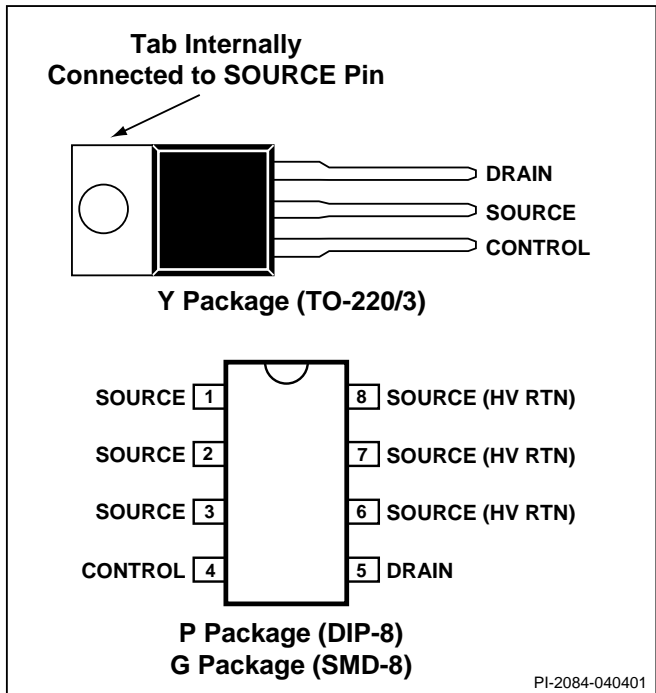 Tab Internally
Connected to SOURCE Pin
DRAIN
SOURCE
CONTROL
Y Package (TO-220/3)
SOURCE 1 8 SOURCE (HV RTN)
SOURCE 2 7 SOURCE (HV RTN)
SOURCE 3 6 SOURCE (HV RTN)
CONTROL 4 5 DRAIN
P Package (DIP-8)
G Package (SMD-8)
PI-2084-040401